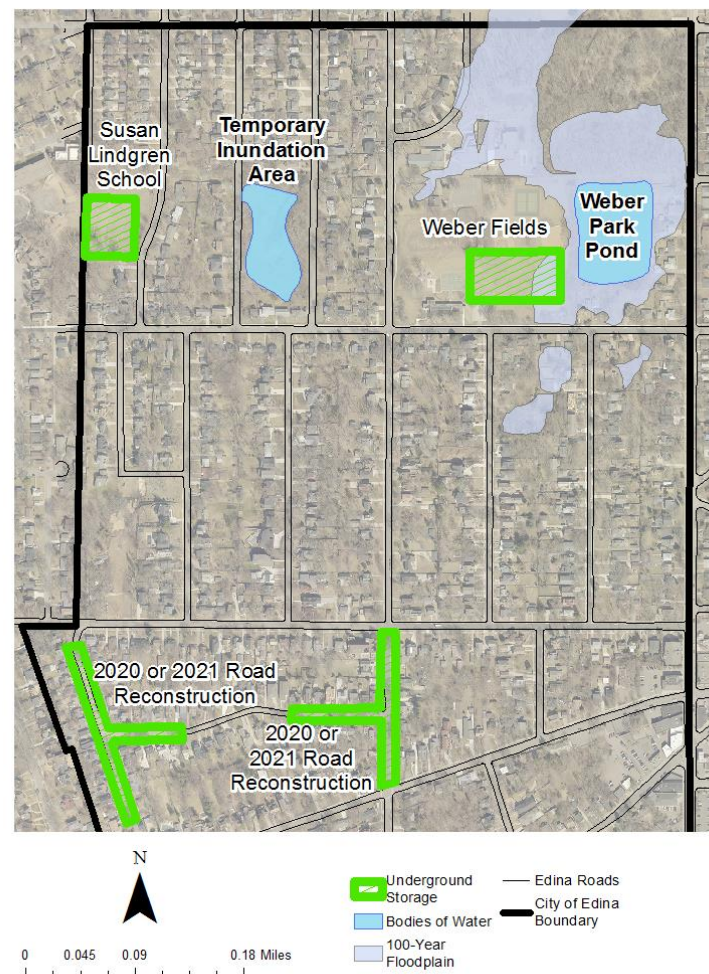 Susan
Lindgren
School
Temporary
Inundation
Area
Weber Fields
Weber
Park
Pond
2020 or 2021 Road
Reconstruction
2020 or
2021 Road
Reconstruction
N
0 0.045 0.09 0.18 Miles
Underground
Storage
Bodies of Water
100-Year
Floodplain
Edina Roads
City of Edina
Boundary